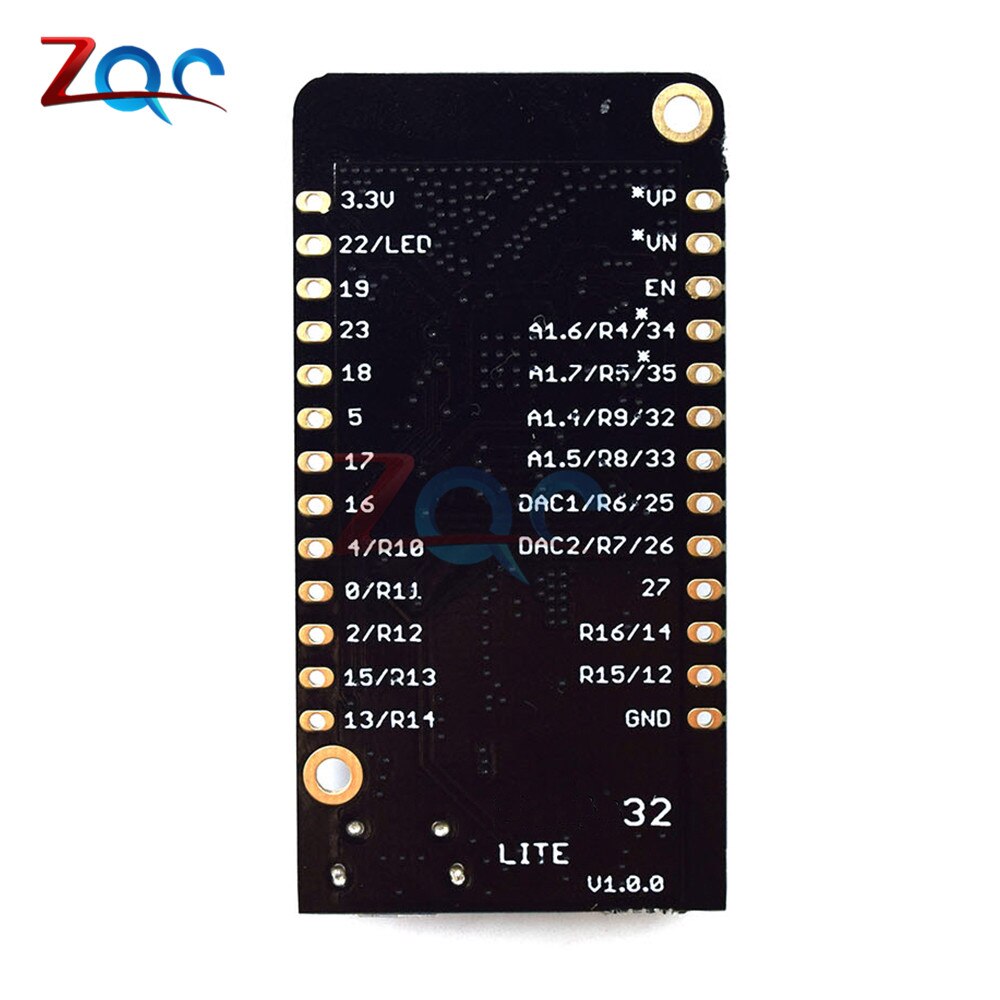 ZQC
3.3V
22/LED
19
23
18
5
17
16
4/R10
0/R11
2/R12
15/R13
13/R14
*VP
*VN
EN
*
A1.6/R4/34
*
A1.7/R5/35
A1.4/R9/32
A1.5/R8/33
DAC1/R6/25
DAC2/R7/26
27
R16/14
R15/12
GND
ZQC
32
LITE
V1.0.0